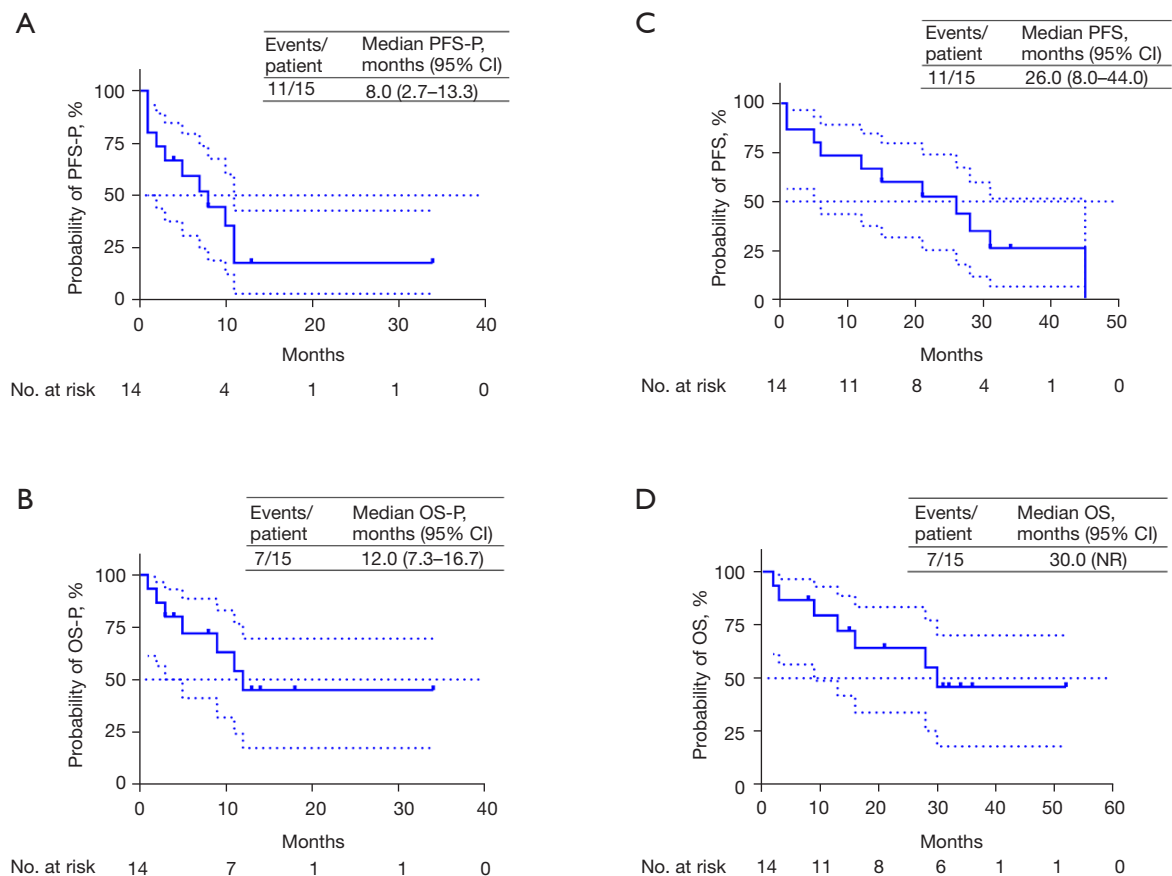 A
Events/ patient Median PFS-P, months (95% CI)
11/15 8.0 (2.7–13.3)
Probability of PFS-P, %
100
75
50
25
0
0 10 20 30 40
Months
No. at risk 14 4 1 1 0
C
Events/ patient Median PFS, months (95% CI)
11/15 26.0 (8.0–44.0)
Probability of PFS, %
100
75
50
25
0
0 10 20 30 40 50
Months
No. at risk 14 11 8 4 1 0
B
Events/ patient Median OS-P, months (95% CI)
7/15 12.0 (7.3–16.7)
Probability of OS-P, %
100
75
50
25
0
0 10 20 30 40
Months
No. at risk 14 7 1 1 0
D
Events/ patient Median OS, months (95% CI)
7/15 30.0 (NR)
Probability of OS, %
100
75
50
25
0
0 10 20 30 40 50 60
Months
No. at risk 14 11 8 6 1 1 0